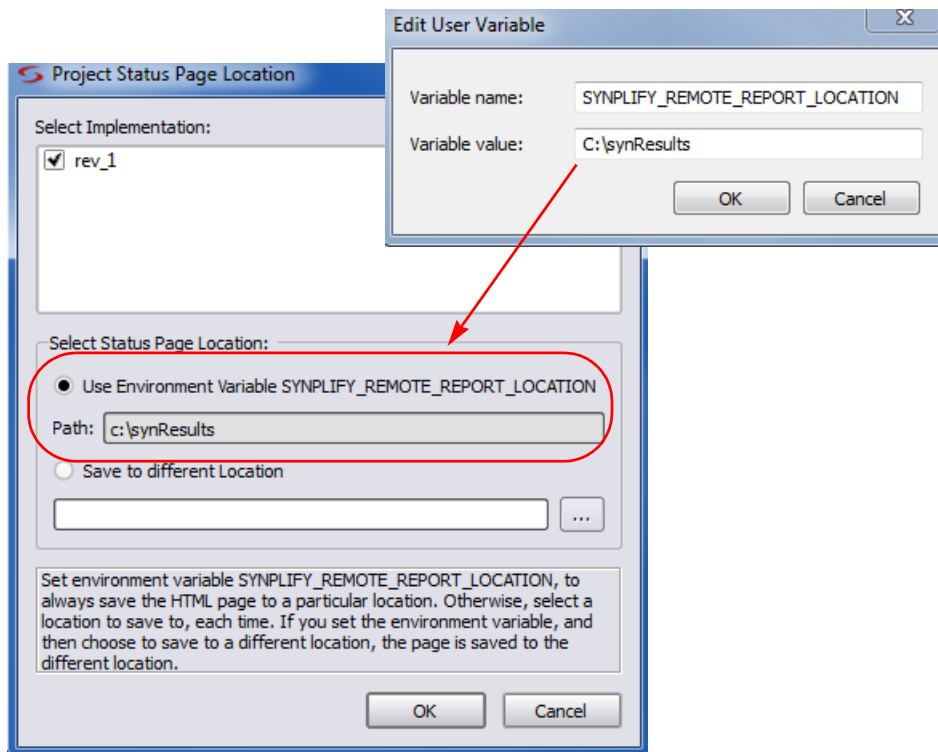 Edit User Variable
Variable name: SYNPLIFY_REMOTE_REPORT_LOCATION
Variable value: C:\synResults
OK Cancel
Project Status Page Location
Select Implementation:
rev_1
Select Status Page Location:
Use Environment Variable SYNPLIFY_REMOTE_REPORT_LOCATION
Path: c:\synResults
Save to different Location
...
Set environment variable SYNPLIFY_REMOTE_REPORT_LOCATION, to
always save the HTML page to a particular location. Otherwise, select a
location to save to, each time. If you set the environment variable, and
then choose to save to a different location, the page is saved to the
different location.
OK Cancel